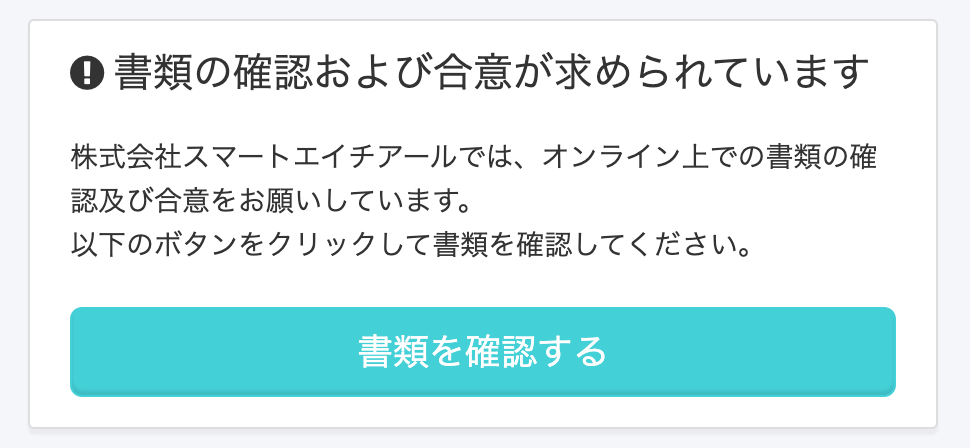 書類の確認および合意が求められています
株式会社スマートエイチアールでは、オンライン上での書類の確
認及び合意をお願いしています。
以下のボタンをクリックして書類を確認してください。
書類を確認する